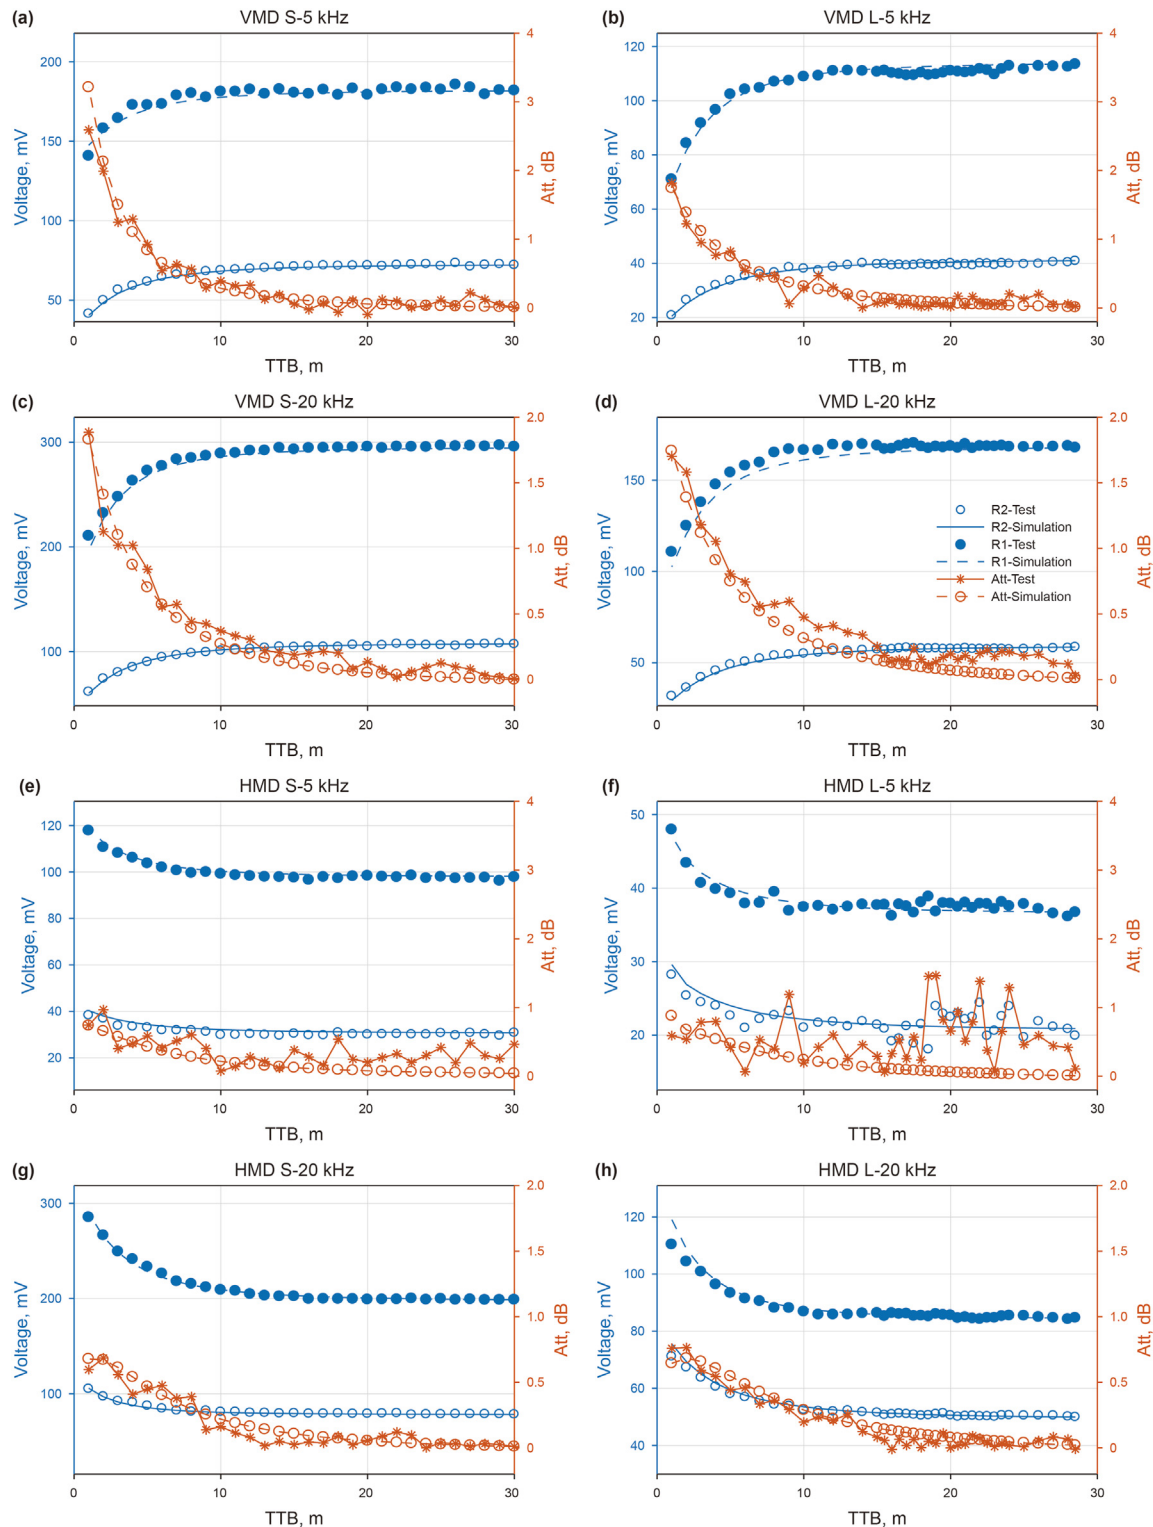 (a) VMD S-5 kHz
(b) VMD L-5 kHz
Voltage, mV
200
150
100
50
4
3
2
1
0
Att, dB
0 10 20 30
TTB, m
Voltage, mV
120
100
80
60
40
20
4
3
2
1
0
Att, dB
0 10 20 30
TTB, m
(c) VMD S-20 kHz
(d) VMD L-20 kHz
Voltage, mV
300
200
100
2.0
1.5
1.0
0.5
0
Att, dB
0 10 20 30
TTB, m
Voltage, mV
150
100
50
R2-Test
R2-Simulation
R1-Test
R1-Simulation
Att-Test
Att-Simulation
2.0
1.5
1.0
0.5
0
Att, dB
0 10 20 30
TTB, m
(e) HMD S-5 kHz
(f) HMD L-5 kHz
Voltage, mV
120
100
80
60
40
20
4
3
2
1
0
Att, dB
0 10 20 30
TTB, m
Voltage, mV
50
40
30
20
4
3
2
1
0
Att, dB
0 10 20 30
TTB, m
(g) HMD S-20 kHz
(h) HMD L-20 kHz
Voltage, mV
300
200
100
2.0
1.5
1.0
0.5
0
Att, dB
0 10 20 30
TTB, m
Voltage, mV
120
100
80
60
40
2.0
1.5
1.0
0.5
0
Att, dB
0 10 20 30
TTB, m